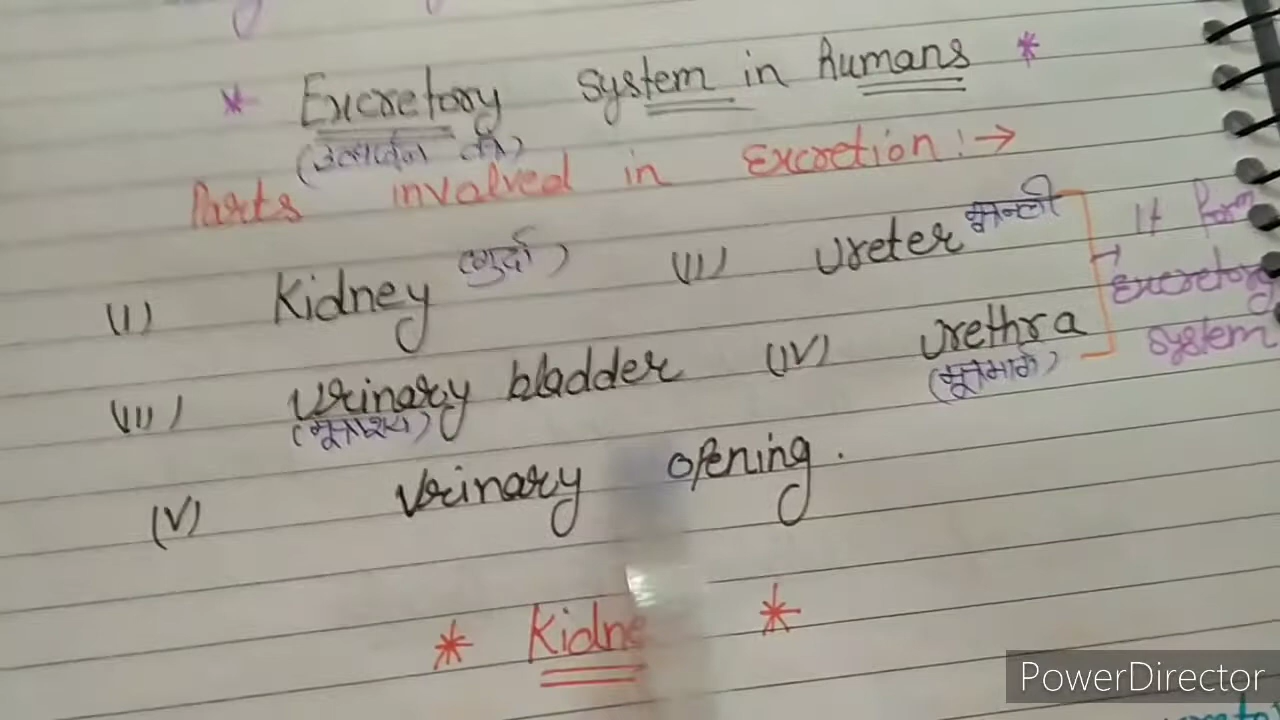 * Excretory system in Humans *
(उत्सर्जन तंत्र)
Parts involved in Excretion :→
(I) Kidney (गुर्दा) (II) Ureter
It form
Excretory
system
(III) Urinary bladder (IV) Urethra
(मूत्राशय) (मूत्रमार्ग)
(V) Urinary opening.
* Kidne *
PowerDirector